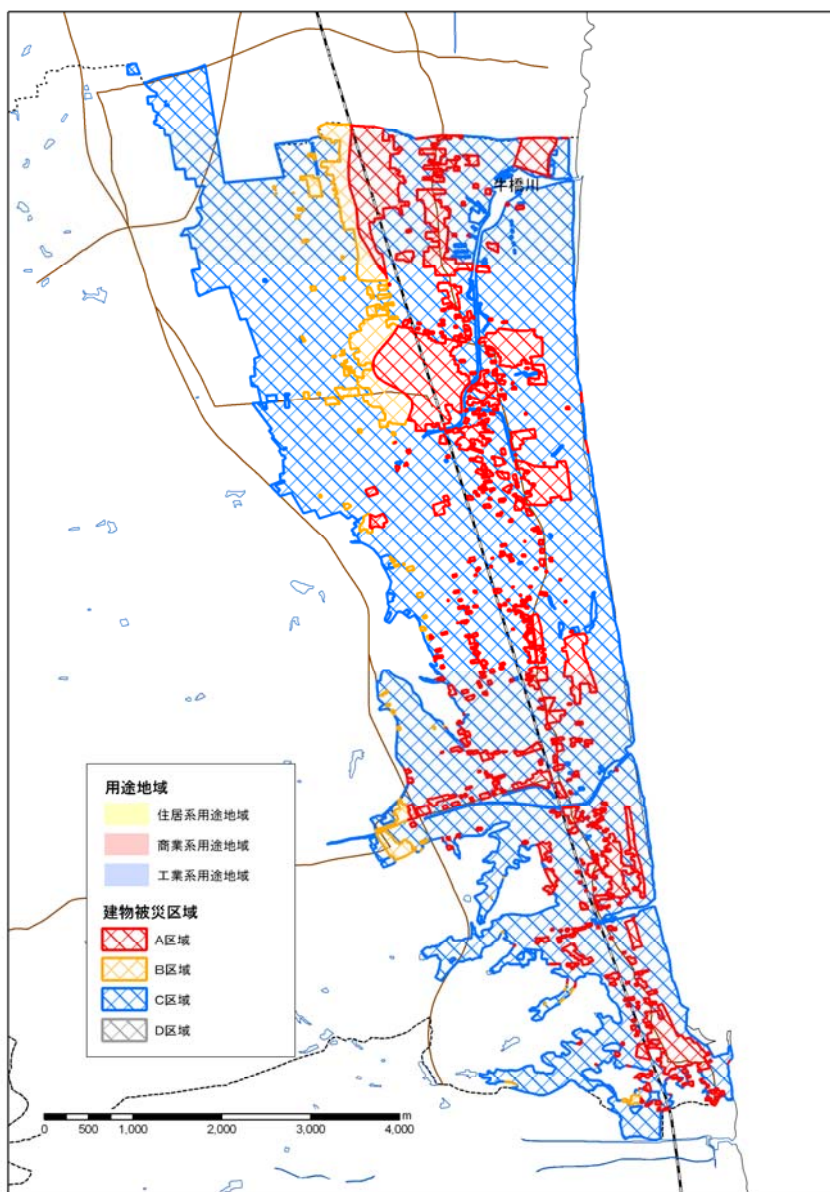 牛橋川
用途地域
住居系用途地域
商業系用途地域
工業系用途地域
建物被災区域
A区域
B区域
C区域
D区域
m
0 500 1,000 2,000 3,000 4,000